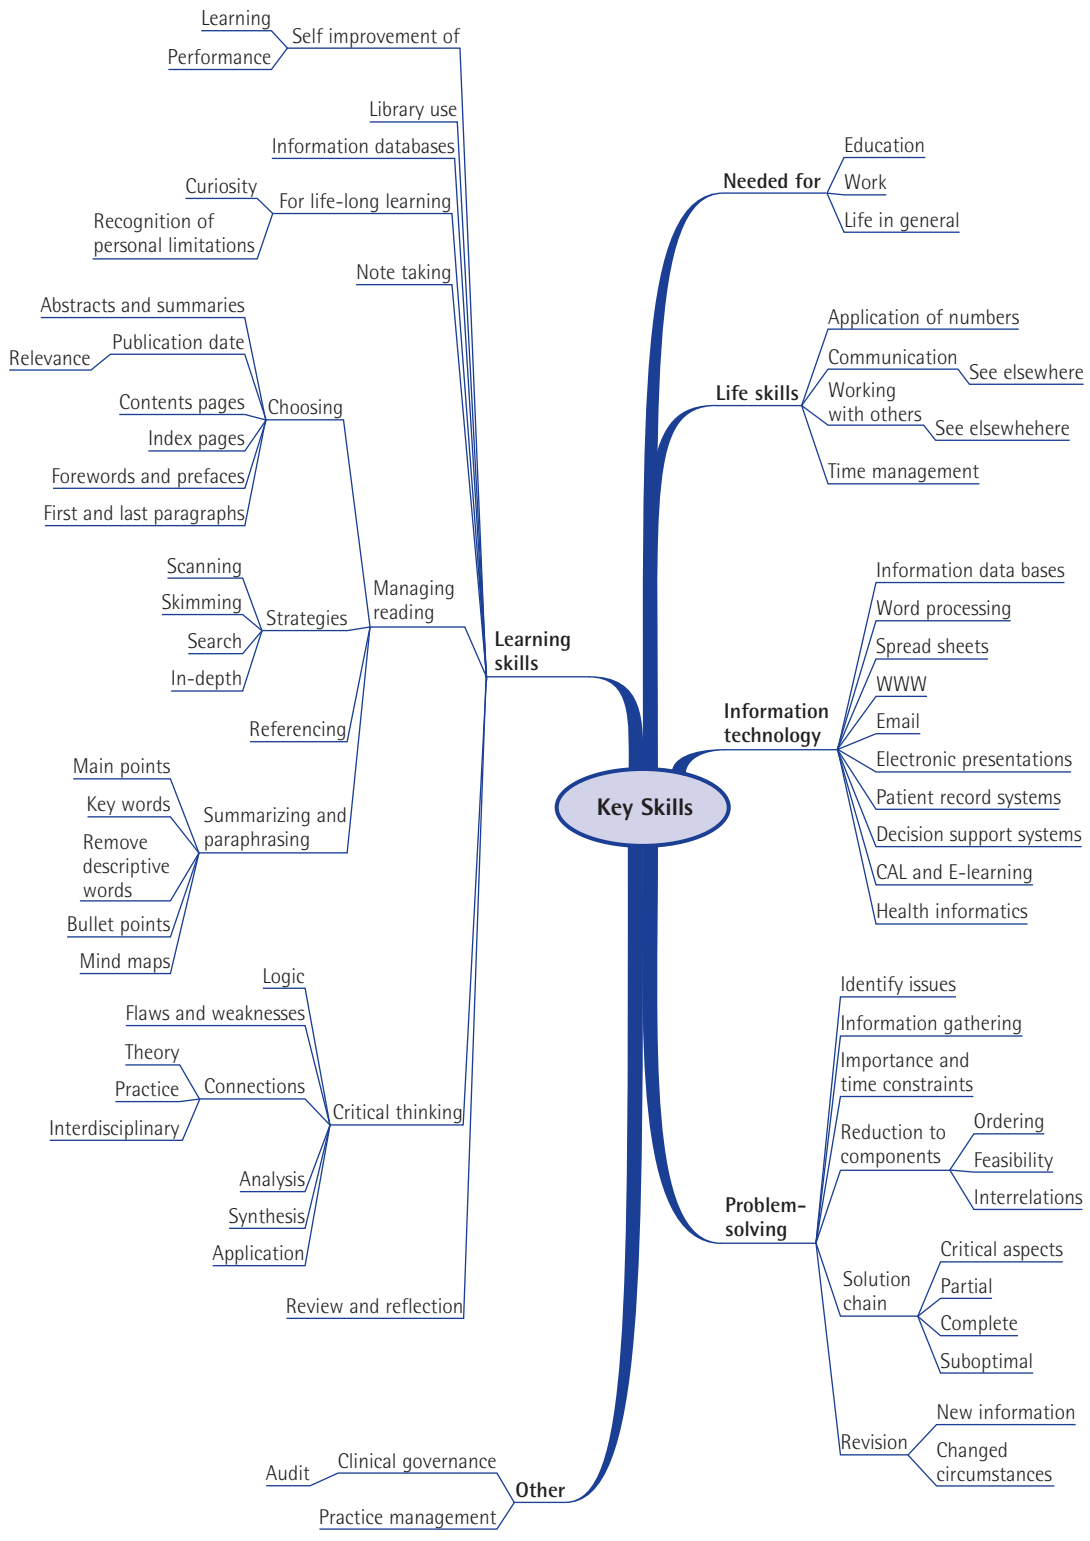 Key Skills
Needed for
Education
Work
Life in general
Life skills
Application of numbers
Communication
See elsewhere
Working
with others
See elsewhehere
Time management
Information
technology
Information data bases
Word processing
Spread sheets
WWW
Email
Electronic presentations
Patient record systems
Decision support systems
CAL and E-learning
Health informatics
Problem-
solving
Identify issues
Information gathering
Importance and
time constraints
Reduction to
components
Ordering
Feasibility
Interrelations
Solution
chain
Critical aspects
Partial
Complete
Suboptimal
Revision
New information
Changed
circumstances
Learning
skills
Self improvement of
Learning
Performance
Library use
Information databases
For life-long learning
Curiosity
Recognition of
personal limitations
Note taking
Managing
reading
Choosing
Abstracts and summaries
Publication date
Relevance
Contents pages
Index pages
Forewords and prefaces
First and last paragraphs
Strategies
Scanning
Skimming
Search
In-depth
Referencing
Summarizing and
paraphrasing
Main points
Key words
Remove
descriptive
words
Bullet points
Mind maps
Critical thinking
Logic
Flaws and weaknesses
Connections
Theory
Practice
Interdisciplinary
Analysis
Synthesis
Application
Review and reflection
Other
Clinical governance
Audit
Practice management